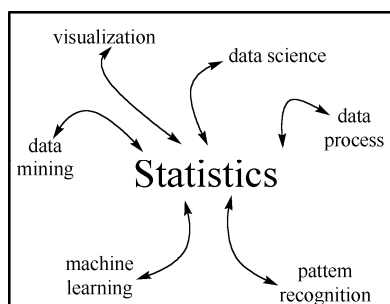 visualization
data science
data
process
data
mining
Statistics
machine
learning
pattem
recognition